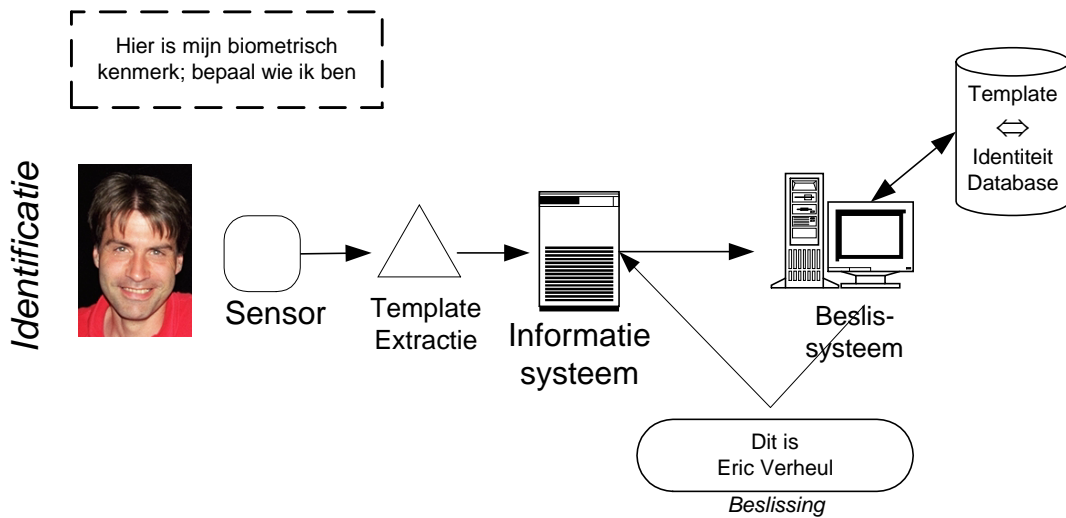 Hier is mijn biometrisch
kenmerk; bepaal wie ik ben
Identificatie
Sensor
Template
Extractie
Informatie
systeem
Beslis-
systeem
Template
⇔
Identiteit
Database
Dit is
Eric Verheul
Beslissing